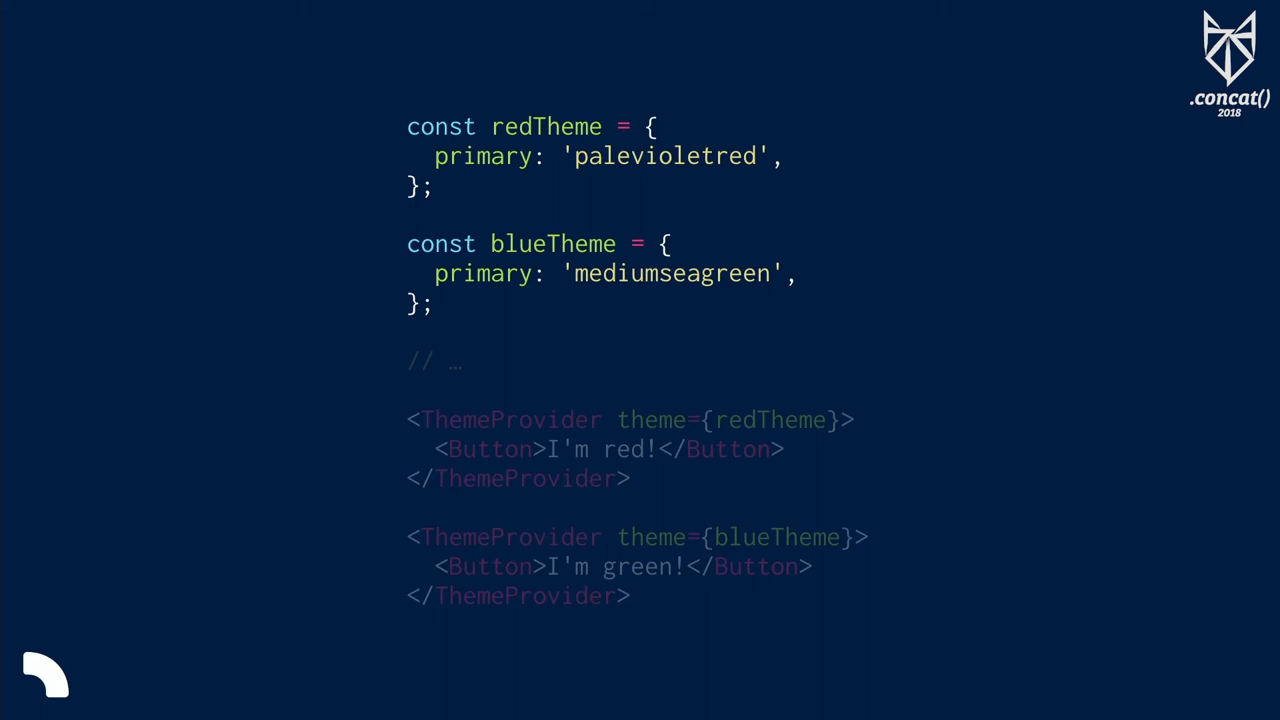 .concat()
2018
const redTheme = {
  primary: 'palevioletred',
};
const blueTheme = {
  primary: 'mediumseagreen',
};
// …
<ThemeProvider theme={redTheme}>
  <Button>I'm red!</Button>
</ThemeProvider>
<ThemeProvider theme={blueTheme}>
  <Button>I'm green!</Button>
</ThemeProvider>